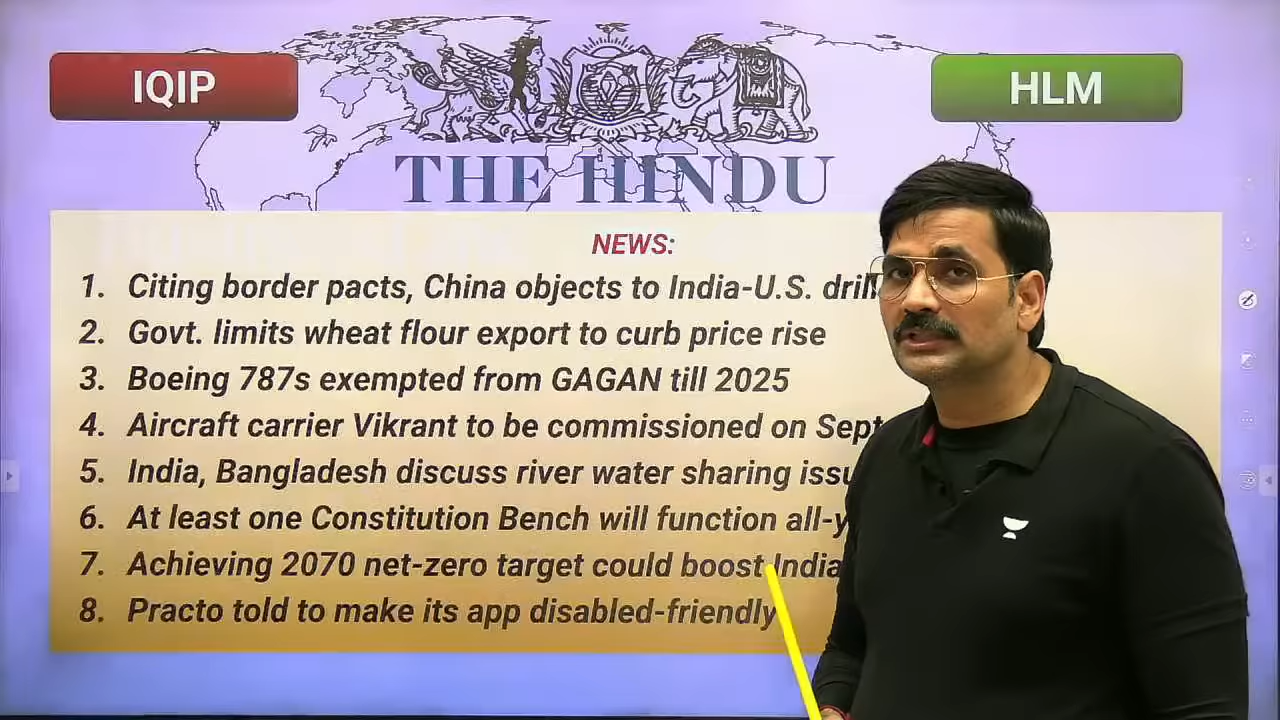 IQIP
HLM
THE HINDU
NEWS:
1. Citing border pacts, China objects to India-U.S. drill
2. Govt. limits wheat flour export to curb price rise
3. Boeing 787s exempted from GAGAN till 2025
4. Aircraft carrier Vikrant to be commissioned on Sept
5. India, Bangladesh discuss river water sharing issu
6. At least one Constitution Bench will function all-y
7. Achieving 2070 net-zero target could boost India
8. Practo told to make its app disabled-friendly